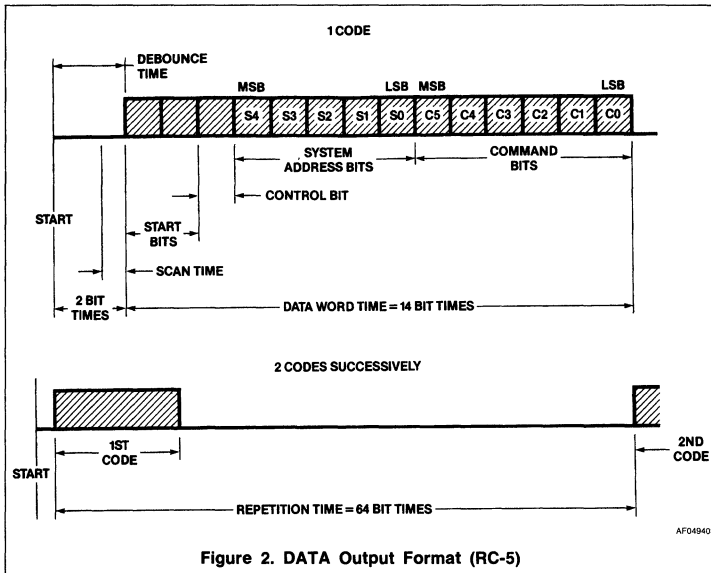 1 CODE
DEBOUNCE
TIME
MSB LSB MSB LSB
S4 S3 S2 S1 S0 C5 C4 C3 C2 C1 C0
SYSTEM
ADDRESS BITS
COMMAND
BITS
CONTROL BIT
START
START
BITS
SCAN TIME
2 BIT
TIMES
DATA WORD TIME = 14 BIT TIMES
2 CODES SUCCESSIVELY
1ST
CODE
2ND
CODE
START
REPETITION TIME = 64 BIT TIMES
AF04940
Figure 2. DATA Output Format (RC-5)